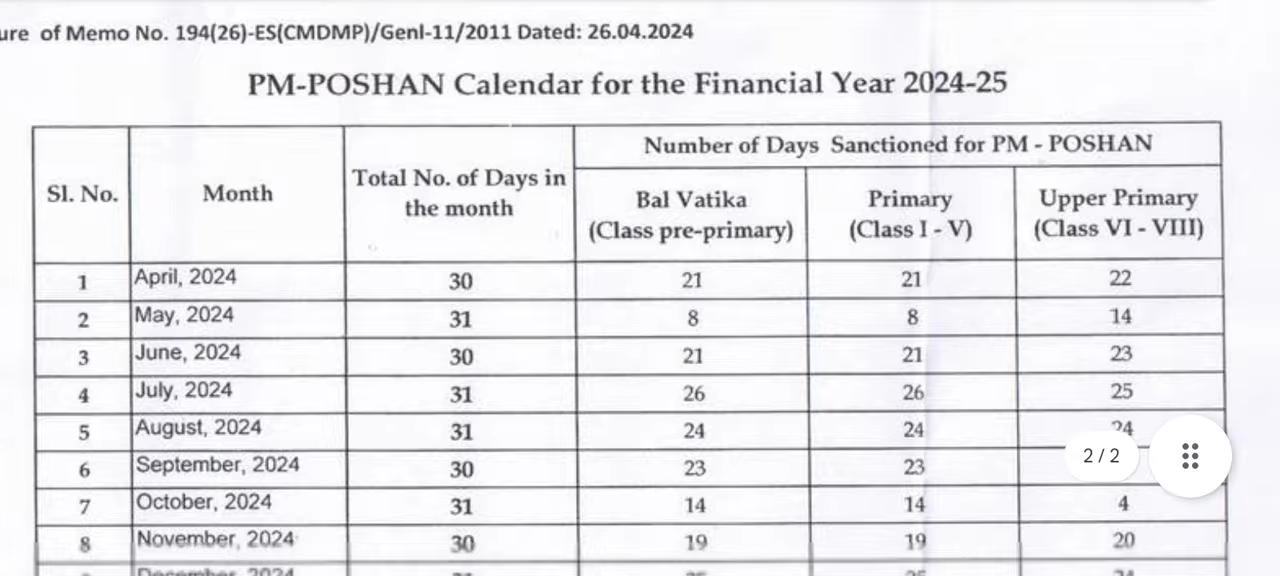 ure of Memo No. 194(26)-ES(CMDMP)/Genl-11/2011 Dated: 26.04.2024
PM-POSHAN Calendar for the Financial Year 2024-25
Sl. No. Month Total No. of Days in the month Number of Days Sanctioned for PM - POSHAN
Bal Vatika (Class pre-primary) Primary (Class I - V) Upper Primary (Class VI - VIII)
1 April, 2024 30 21 21 22
2 May, 2024 31 8 8 14
3 June, 2024 30 21 21 23
4 July, 2024 31 26 26 25
5 August, 2024 31 24 24 24
6 September, 2024 30 23 23
2 / 2
7 October, 2024 31 14 14 4
8 November, 2024 30 19 19 20
December, 2024